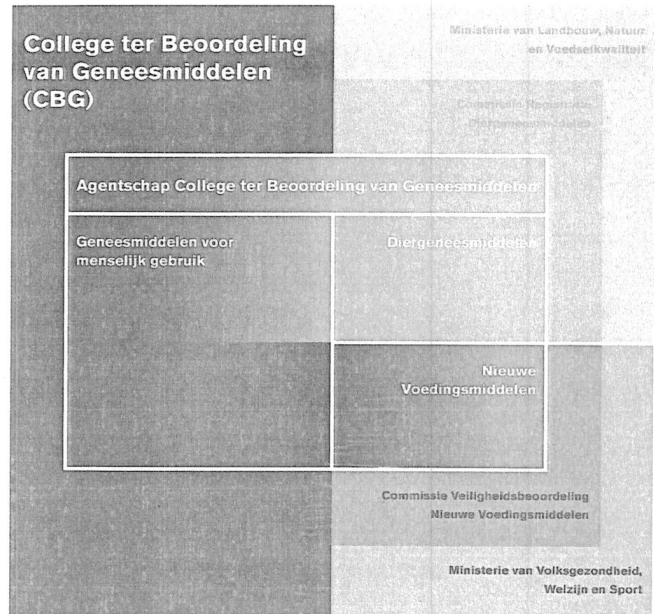 College ter Beoordeling
van Geneesmiddelen
(CBG)
Ministerie van Landbouw, Natuur
en Voedselkwaliteit
Commissie Registratie
Diergeneesmiddelen
Agentschap College ter Beoordeling van Geneesmiddelen
Geneesmiddelen voor
menselijk gebruik
Diergeneesmiddelen
Nieuwe
Voedingsmiddelen
Commissie Veiligheidsbeoordeling
Nieuwe Voedingsmiddelen
Ministerie van Volksgezondheid,
Welzijn en Sport